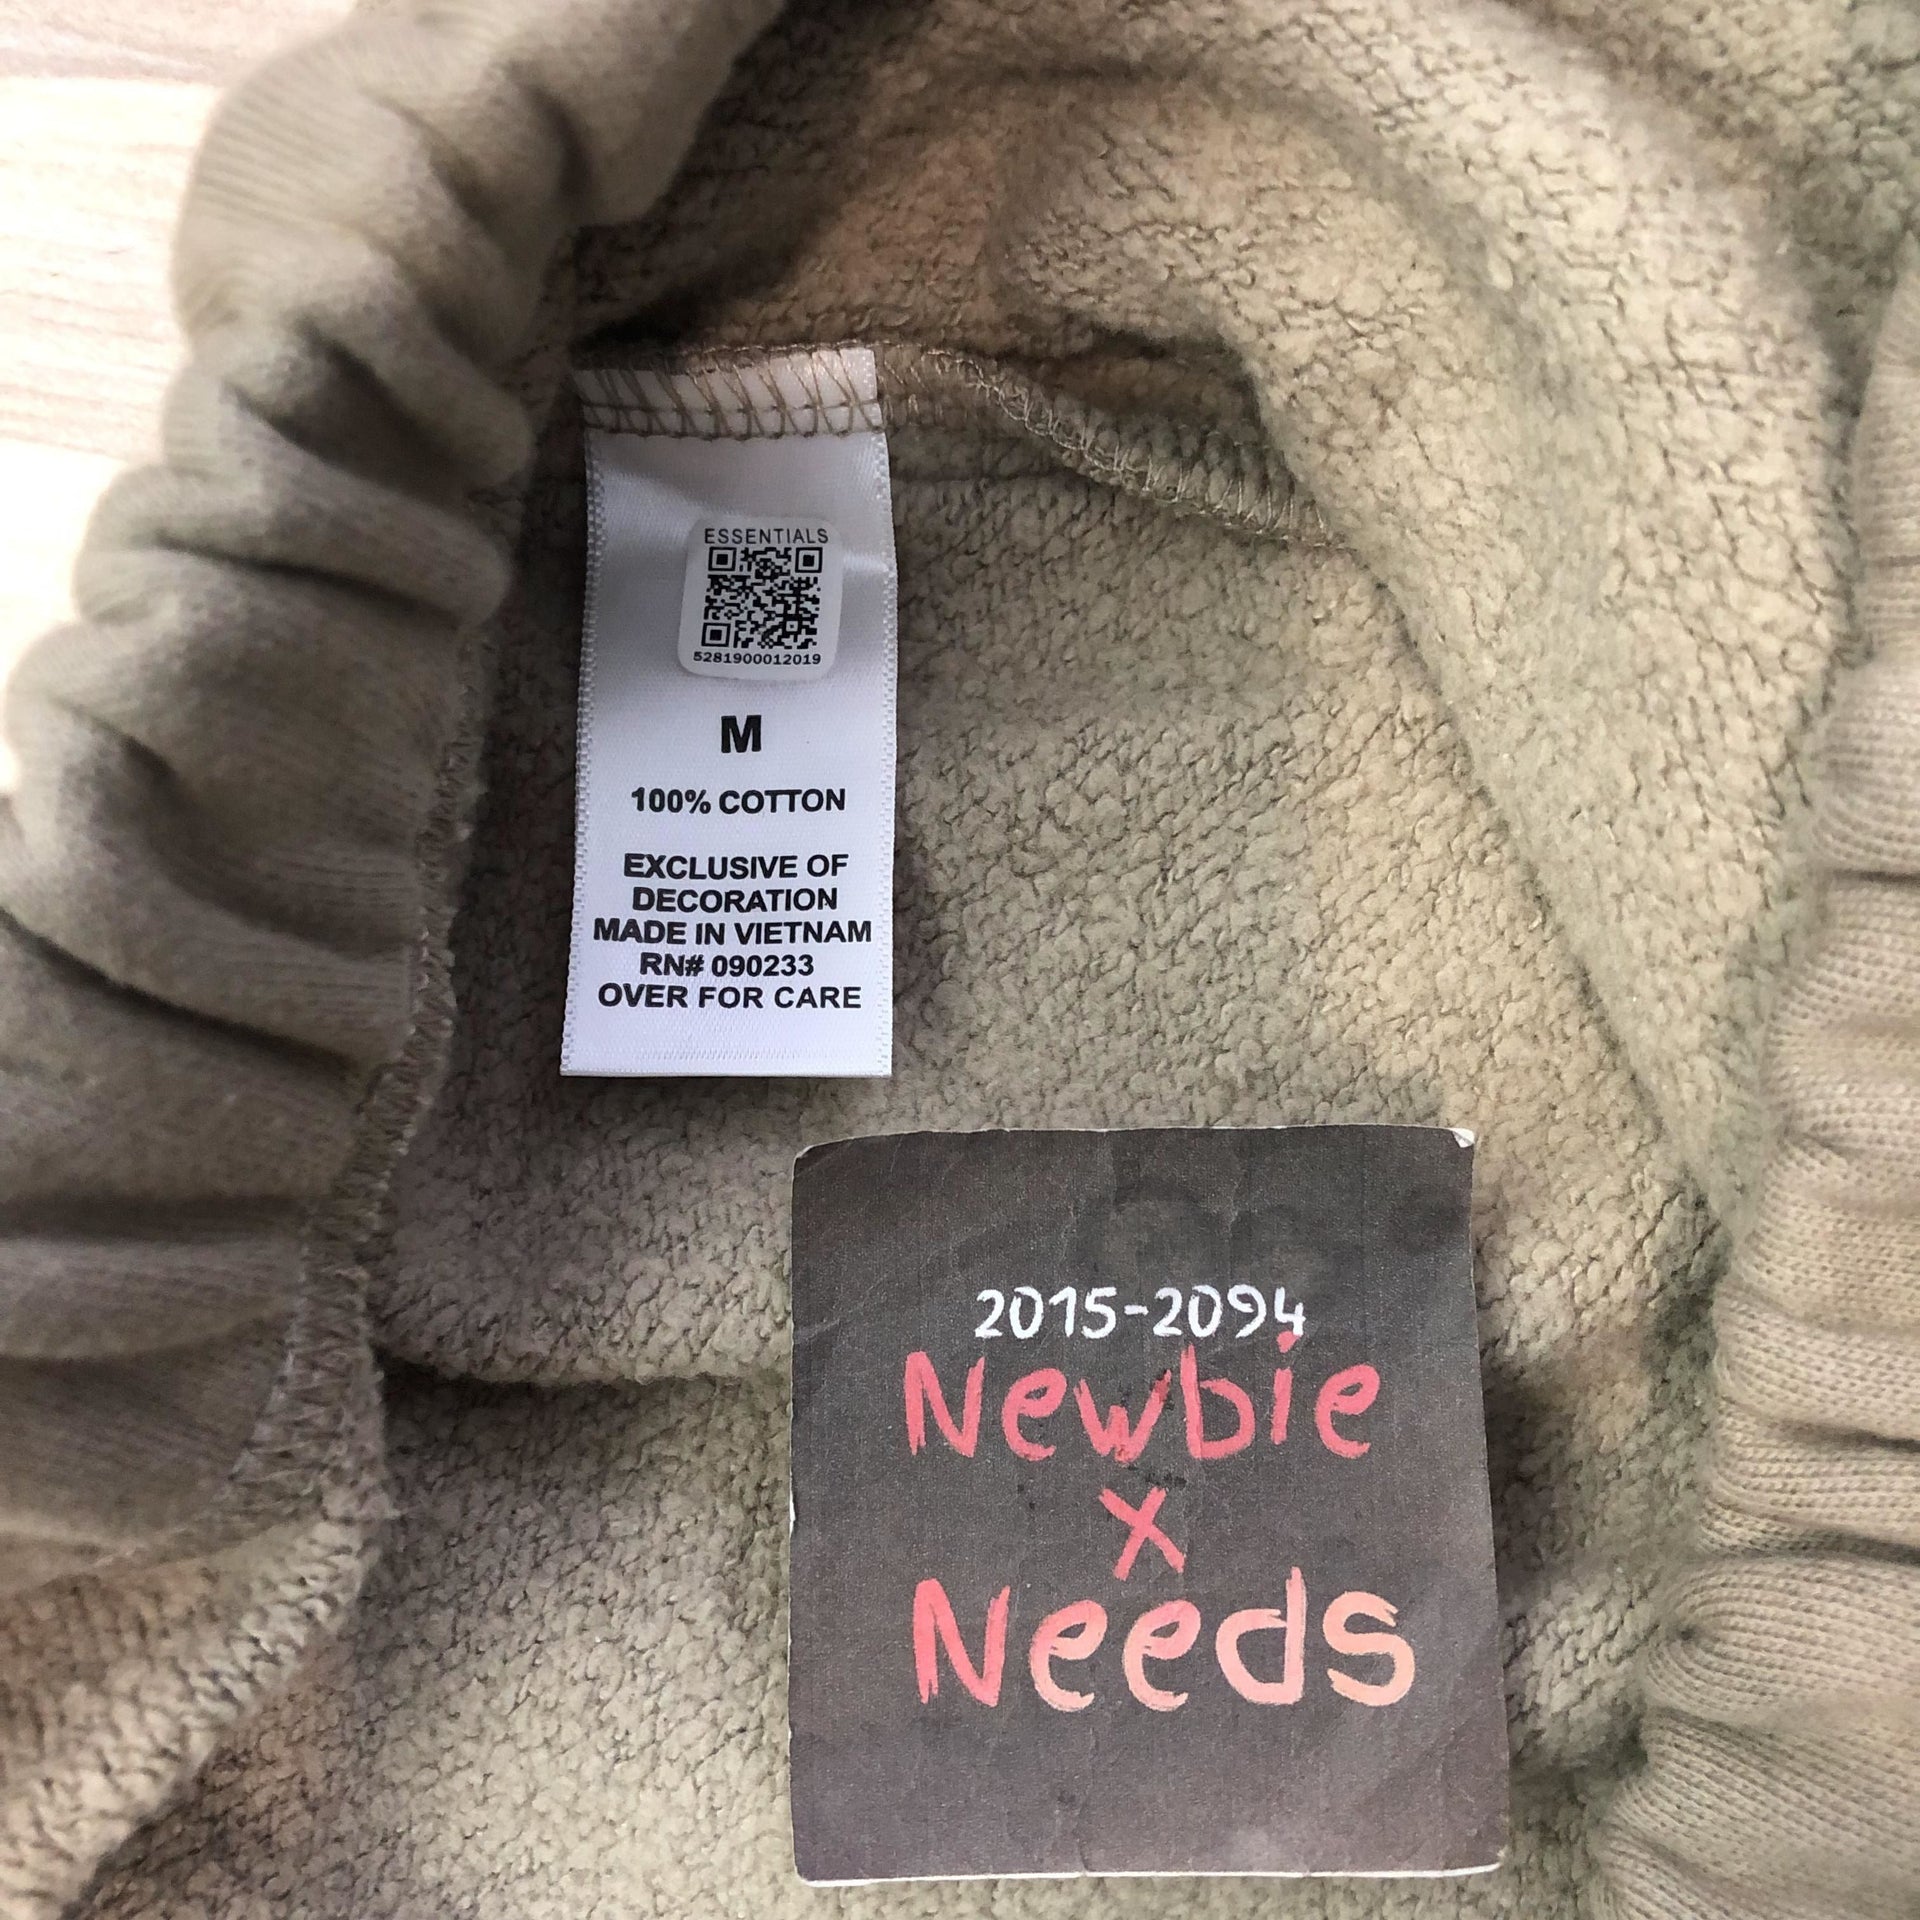 ESSENTIALS
5281900012019
M
100% COTTON
EXCLUSIVE OF
DECORATION
MADE IN VIETNAM
RN# 090233
OVER FOR CARE
2015-2094
Newbie
x
Needs